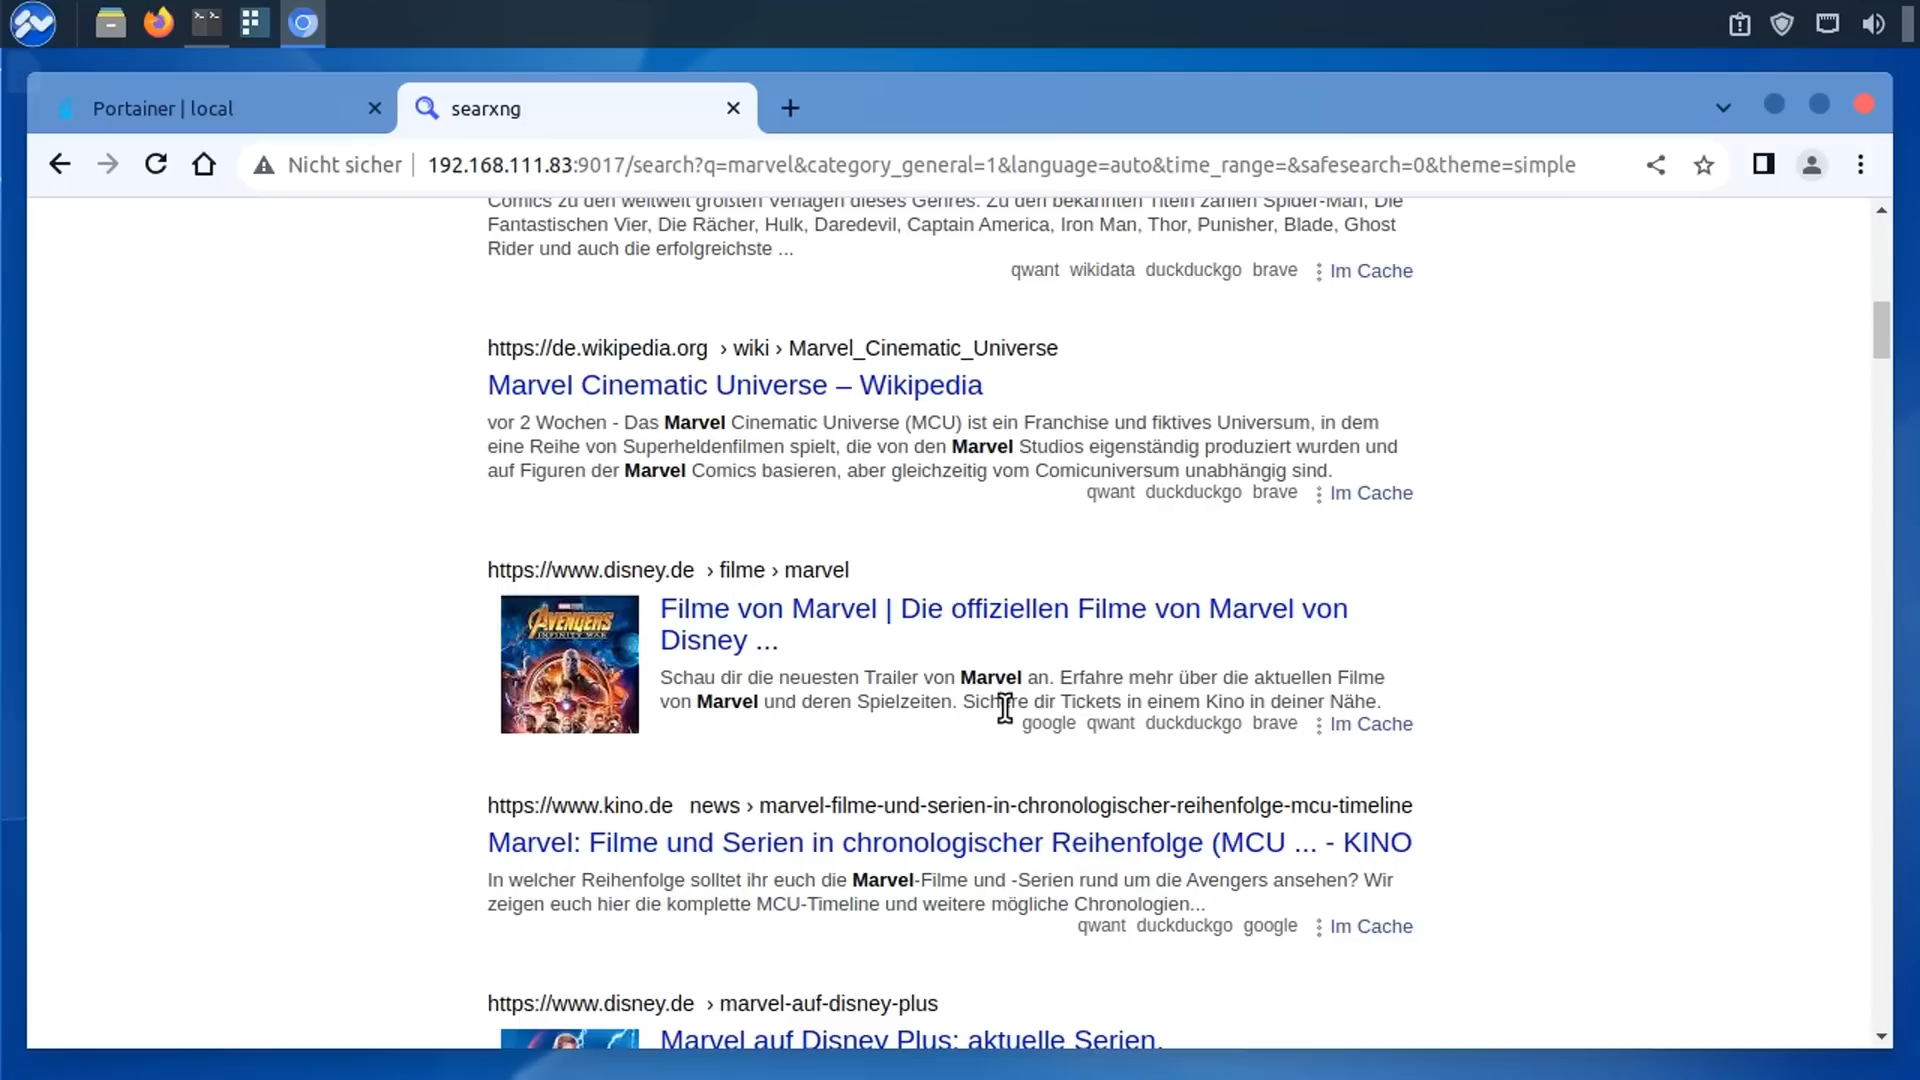 Portainer | local
searxng
Nicht sicher
192.168.111.83:9017/search?q=marvel&category_general=1&language=auto&time_range=&safesearch=0&theme=simple
Comics zu den weltweit größten Verlagen dieses Genres. Zu den bekannten Titeln zählen Spider-Man, Die
Fantastischen Vier, Die Rächer, Hulk, Daredevil, Captain America, Iron Man, Thor, Punisher, Blade, Ghost
Rider und auch die erfolgreichste ...
qwant wikidata duckduckgo brave Im Cache
https://de.wikipedia.org › wiki › Marvel_Cinematic_Universe
Marvel Cinematic Universe – Wikipedia
vor 2 Wochen - Das Marvel Cinematic Universe (MCU) ist ein Franchise und fiktives Universum, in dem
eine Reihe von Superheldenfilmen spielt, die von den Marvel Studios eigenständig produziert wurden und
auf Figuren der Marvel Comics basieren, aber gleichzeitig vom Comicuniversum unabhängig sind.
qwant duckduckgo brave Im Cache
https://www.disney.de › filme › marvel
AVENGERS
INFINITY WAR
Filme von Marvel | Die offiziellen Filme von Marvel von
Disney ...
Schau dir die neuesten Trailer von Marvel an. Erfahre mehr über die aktuellen Filme
von Marvel und deren Spielzeiten. Sichere dir Tickets in einem Kino in deiner Nähe.
google qwant duckduckgo brave Im Cache
https://www.kino.de news › marvel-filme-und-serien-in-chronologischer-reihenfolge-mcu-timeline
Marvel: Filme und Serien in chronologischer Reihenfolge (MCU ... - KINO
In welcher Reihenfolge solltet ihr euch die Marvel-Filme und -Serien rund um die Avengers ansehen? Wir
zeigen euch hier die komplette MCU-Timeline und weitere mögliche Chronologien...
qwant duckduckgo google Im Cache
https://www.disney.de › marvel-auf-disney-plus
Marvel auf Disney Plus: aktuelle Serien,